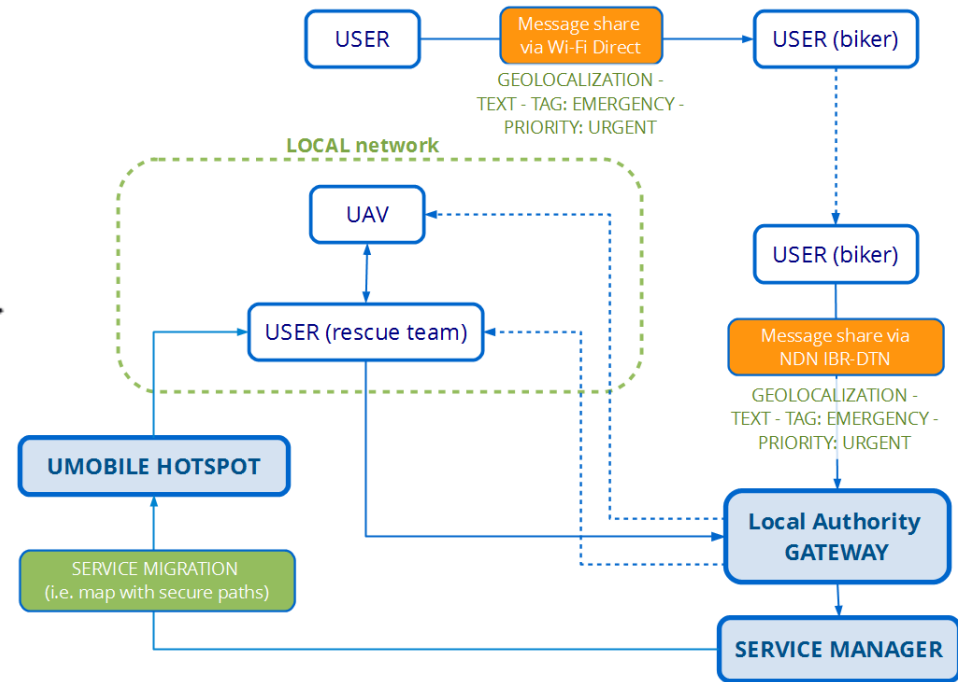 USER
Message share
via Wi-Fi Direct
USER (biker)
GEOLOCALIZATION -
TEXT - TAG: EMERGENCY -
PRIORITY: URGENT
LOCAL network
UAV
USER (biker)
USER (rescue team)
Message share via
NDN IBR-DTN
GEOLOCALIZATION -
TEXT - TAG: EMERGENCY -
PRIORITY: URGENT
UMOBILE HOTSPOT
Local Authority
GATEWAY
SERVICE MIGRATION
(i.e. map with secure paths)
SERVICE MANAGER